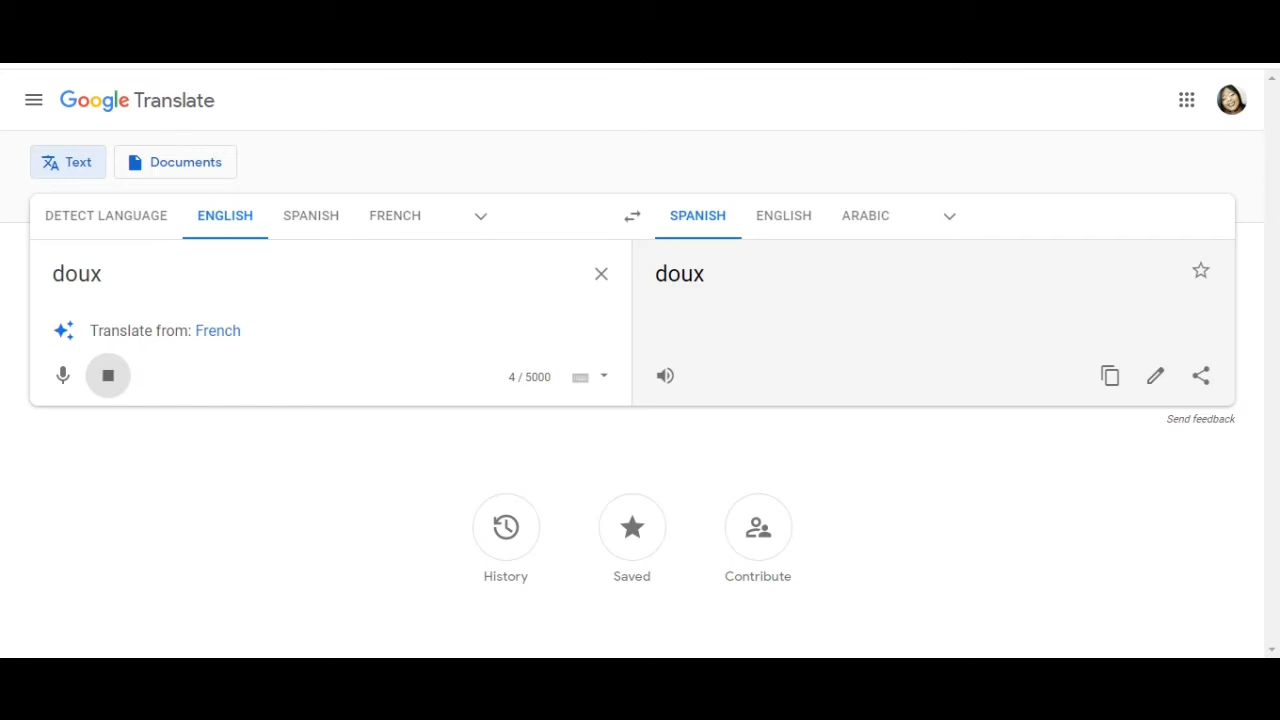 Google Translate
Text Documents
DETECT LANGUAGE ENGLISH SPANISH FRENCH SPANISH ENGLISH ARABIC
doux
doux
Translate from: French
4 / 5000
Send feedback
History Saved Contribute